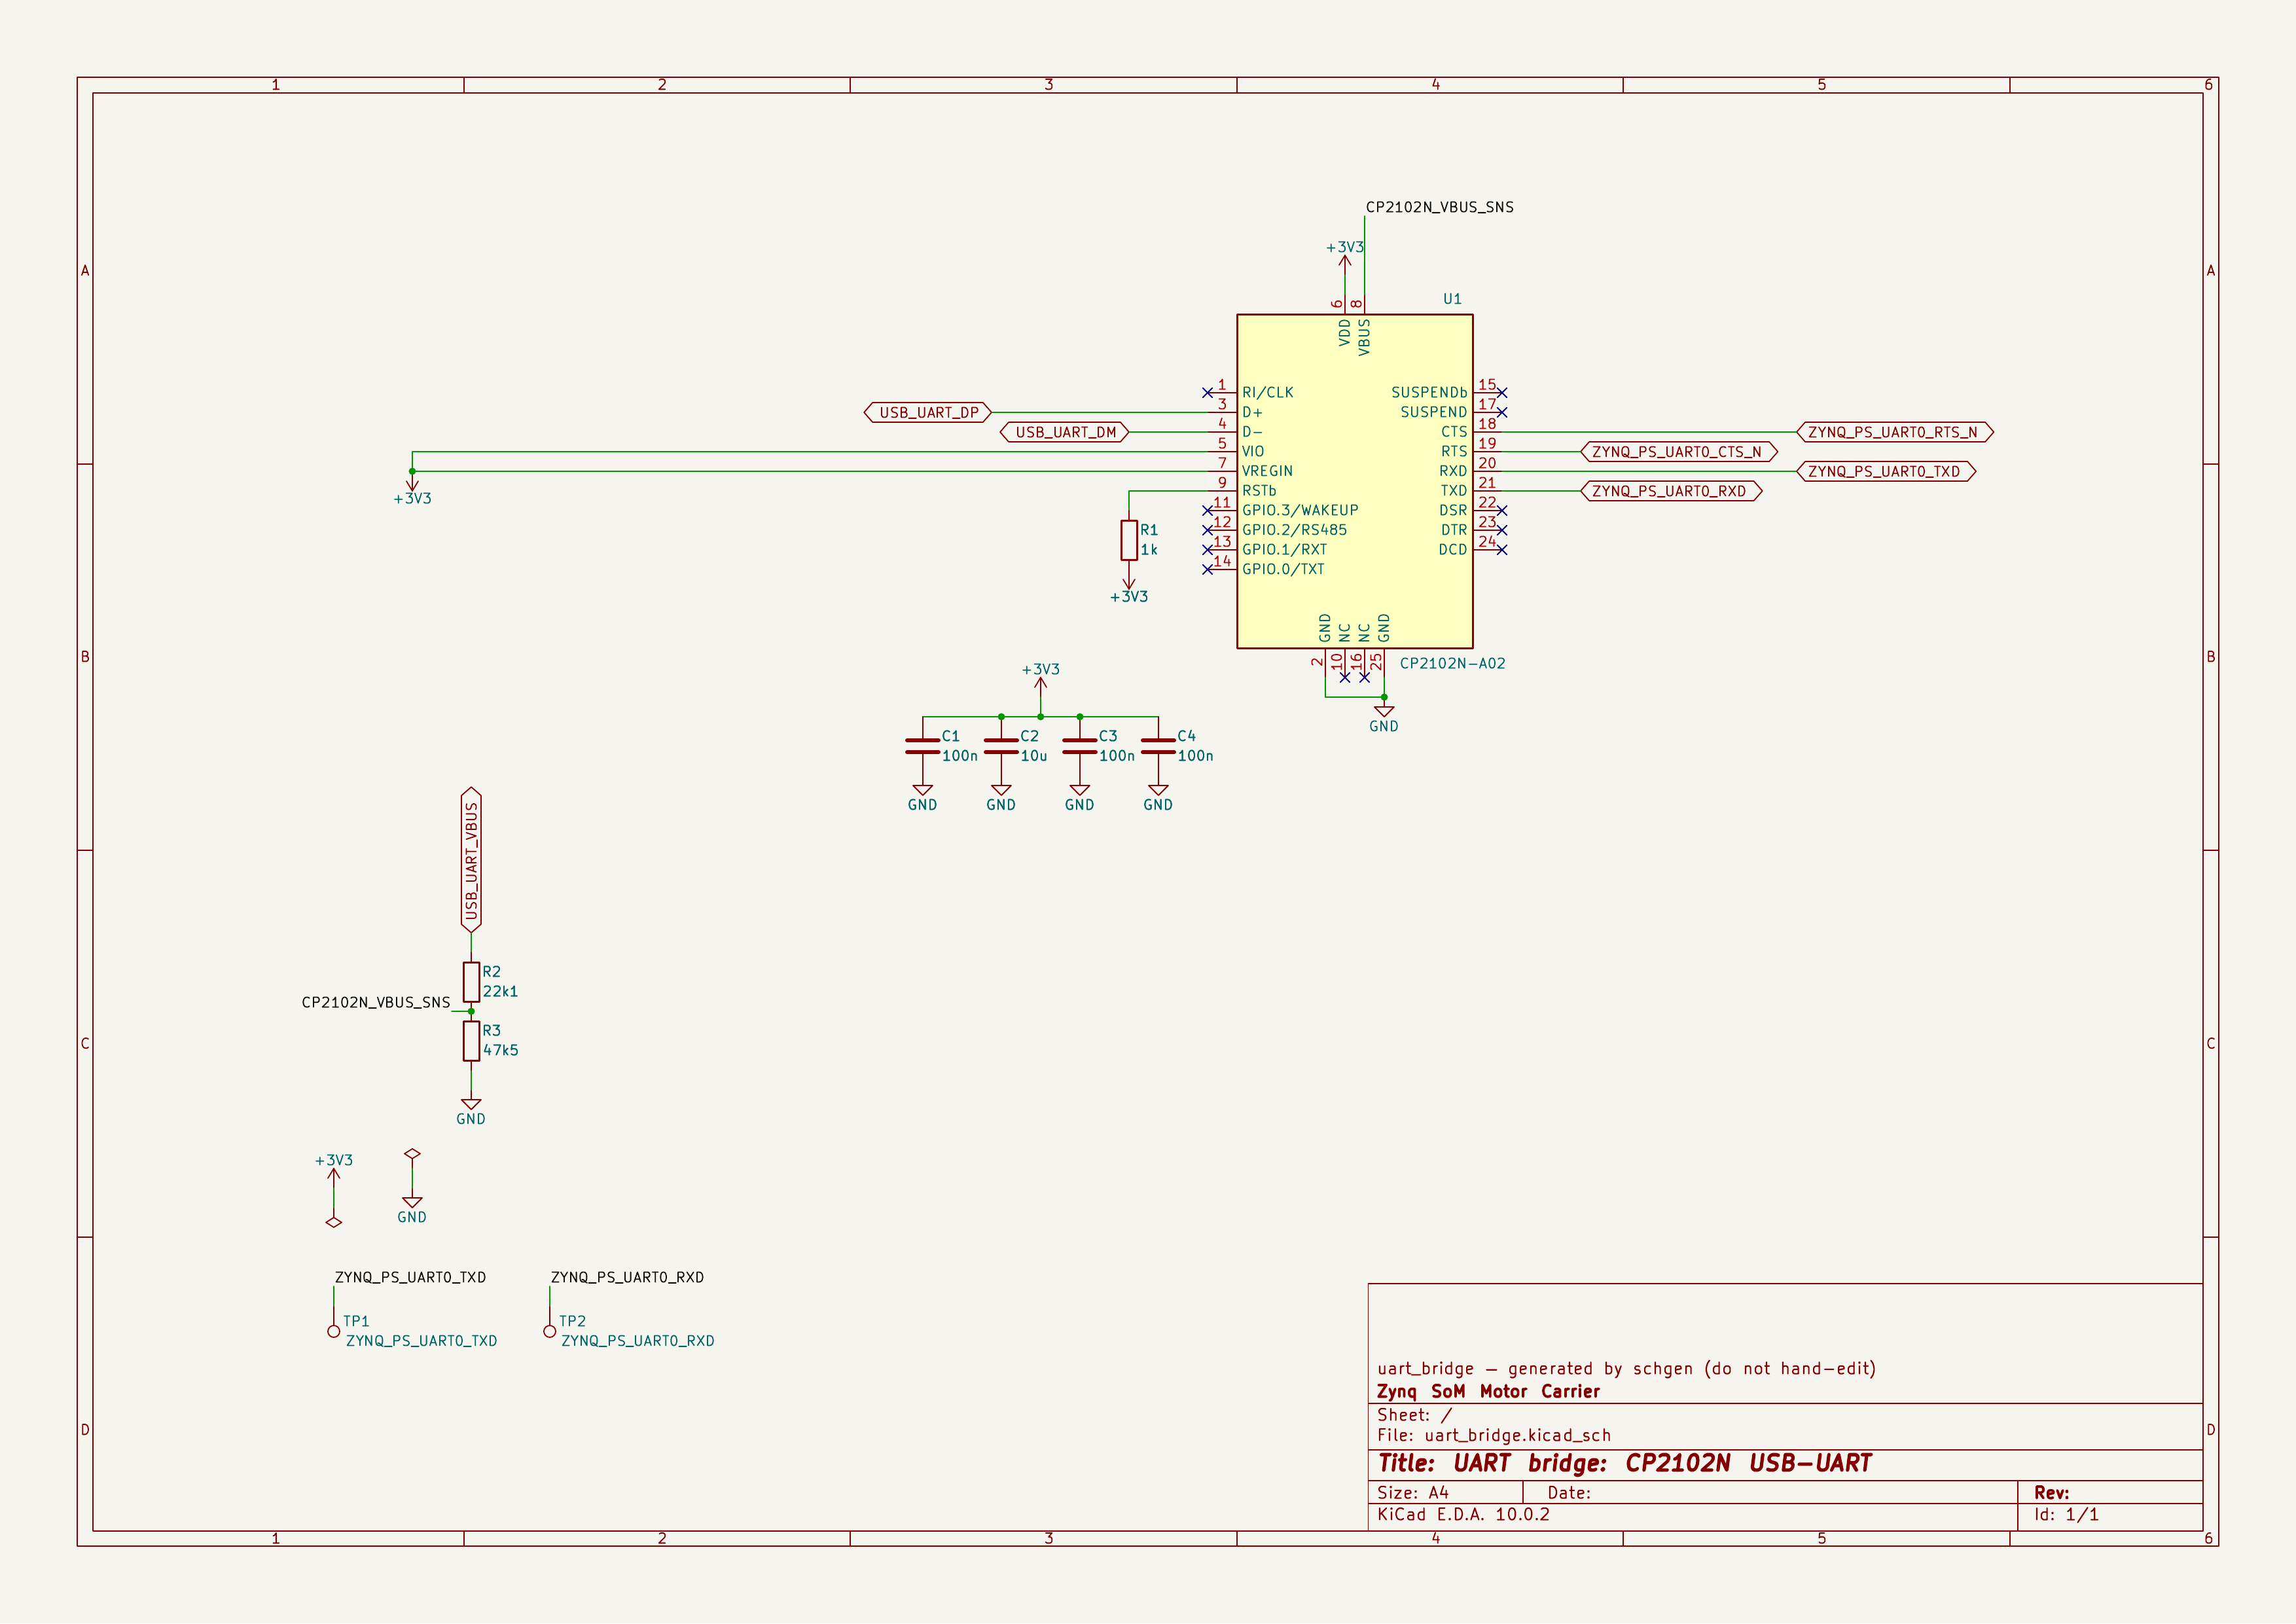 1 2 3 4 5 6
A A
B B
C C
D D
CP2102N_VBUS_SNS
+3V3
U1
6 8
VDD VBUS
1 RI/CLK SUSPENDb 15
USB_UART_DP 3 D+ SUSPEND 17
USB_UART_DM 4 D- CTS 18 ZYNQ_PS_UART0_RTS_N
5 VIO RTS 19 ZYNQ_PS_UART0_CTS_N
7 VREGIN RXD 20 ZYNQ_PS_UART0_TXD
+3V3
9 RSTb TXD 21 ZYNQ_PS_UART0_RXD
11 GPIO.3/WAKEUP DSR 22
12 GPIO.2/RS485 DTR 23
13 GPIO.1/RXT DCD 24
14 GPIO.0/TXT
R1
1k
+3V3
GND NC NC GND
2 10 16 25
CP2102N-A02
GND
+3V3
C1 C2 C3 C4
100n 10u 100n 100n
GND GND GND GND
USB_UART_VBUS
R2
22k1
CP2102N_VBUS_SNS
R3
47k5
GND
+3V3
GND
ZYNQ_PS_UART0_TXD ZYNQ_PS_UART0_RXD
TP1 TP2
ZYNQ_PS_UART0_TXD ZYNQ_PS_UART0_RXD
uart_bridge — generated by schgen (do not hand-edit)
Zynq SoM Motor Carrier
Sheet: /
File: uart_bridge.kicad_sch
Title: UART bridge: CP2102N USB-UART
Size: A4 Date: Rev:
KiCad E.D.A. 10.0.2 Id: 1/1
1 2 3 4 5 6